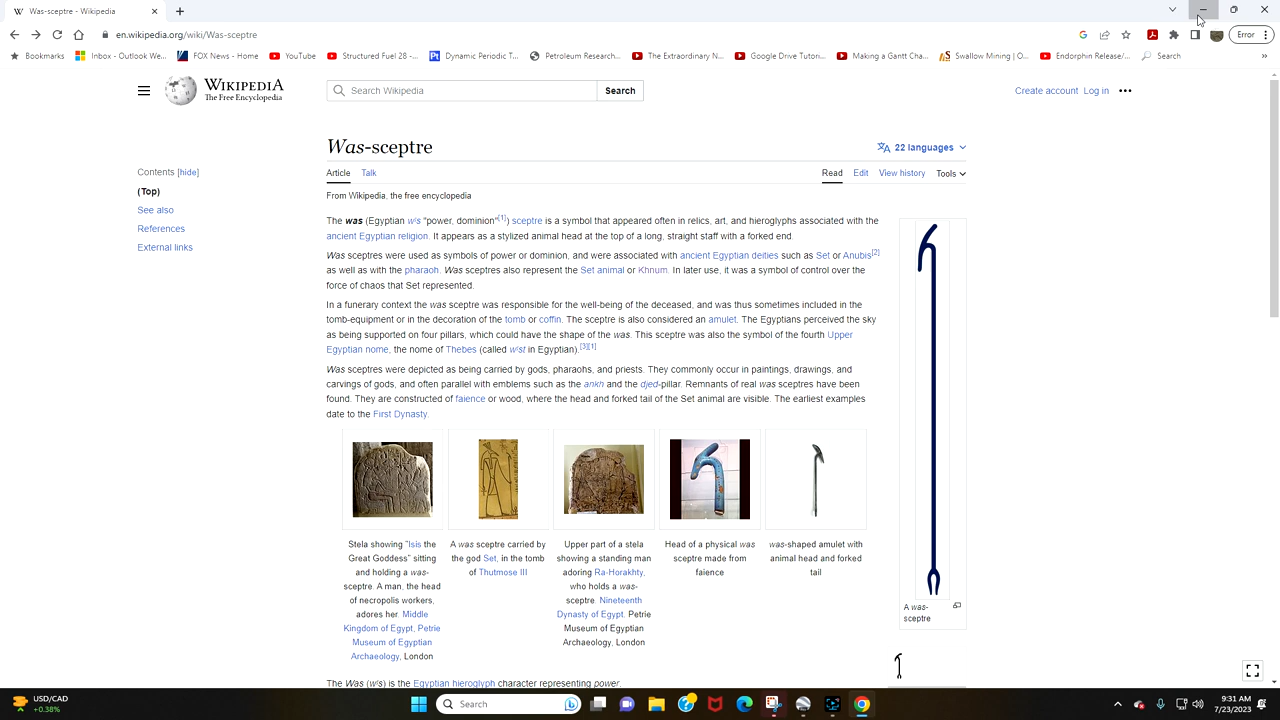 Was-sceptre - Wikipedia
en.wikipedia.org/wiki/Was-sceptre
Error
Bookmarks
Inbox - Outlook We...
FOX News - Home
YouTube
Structured Fuel 28 -...
Dynamic Periodic T...
Petroleum Research...
The Extraordinary N...
Google Drive Tutori...
Making a Gantt Cha...
Swallow Mining | O...
Endorphin Release/...
Search
WIKIPEDIA
The Free Encyclopedia
Search Wikipedia
Search
Create account
Log in
Was-sceptre
22 languages
Contents [hide]
(Top)
See also
References
External links
Article
Talk
Read
Edit
View history
Tools
From Wikipedia, the free encyclopedia
The was (Egyptian wꜣs "power, dominion"[1]) sceptre is a symbol that appeared often in relics, art, and hieroglyphs associated with the
ancient Egyptian religion. It appears as a stylized animal head at the top of a long, straight staff with a forked end.
Was sceptres were used as symbols of power or dominion, and were associated with ancient Egyptian deities such as Set or Anubis[2]
as well as with the pharaoh. Was sceptres also represent the Set animal or Khnum. In later use, it was a symbol of control over the
force of chaos that Set represented.
In a funerary context the was sceptre was responsible for the well-being of the deceased, and was thus sometimes included in the
tomb-equipment or in the decoration of the tomb or coffin. The sceptre is also considered an amulet. The Egyptians perceived the sky
as being supported on four pillars, which could have the shape of the was. This sceptre was also the symbol of the fourth Upper
Egyptian nome, the nome of Thebes (called wꜣst in Egyptian).[3][1]
Was sceptres were depicted as being carried by gods, pharaohs, and priests. They commonly occur in paintings, drawings, and
carvings of gods, and often parallel with emblems such as the ankh and the djed-pillar. Remnants of real was sceptres have been
found. They are constructed of faience or wood, where the head and forked tail of the Set animal are visible. The earliest examples
date to the First Dynasty.
Stela showing "Isis the
Great Goddess" sitting
and holding a was-
sceptre. A man, the head
of necropolis workers,
adores her. Middle
Kingdom of Egypt, Petrie
Museum of Egyptian
Archaeology, London
A was sceptre carried by
the god Set, in the tomb
of Thutmose III
Upper part of a stela
showing a standing man
adoring Ra-Horakhty,
who holds a was-
sceptre. Nineteenth
Dynasty of Egypt. Petrie
Museum of Egyptian
Archaeology, London
Head of a physical was
sceptre made from
faience
was-shaped amulet with
animal head and forked
tail
A was-
sceptre
The Was (wꜣs) is the Egyptian hieroglyph character representing power.
USD/CAD
+0.38%
Search
9:31 AM
7/23/2023